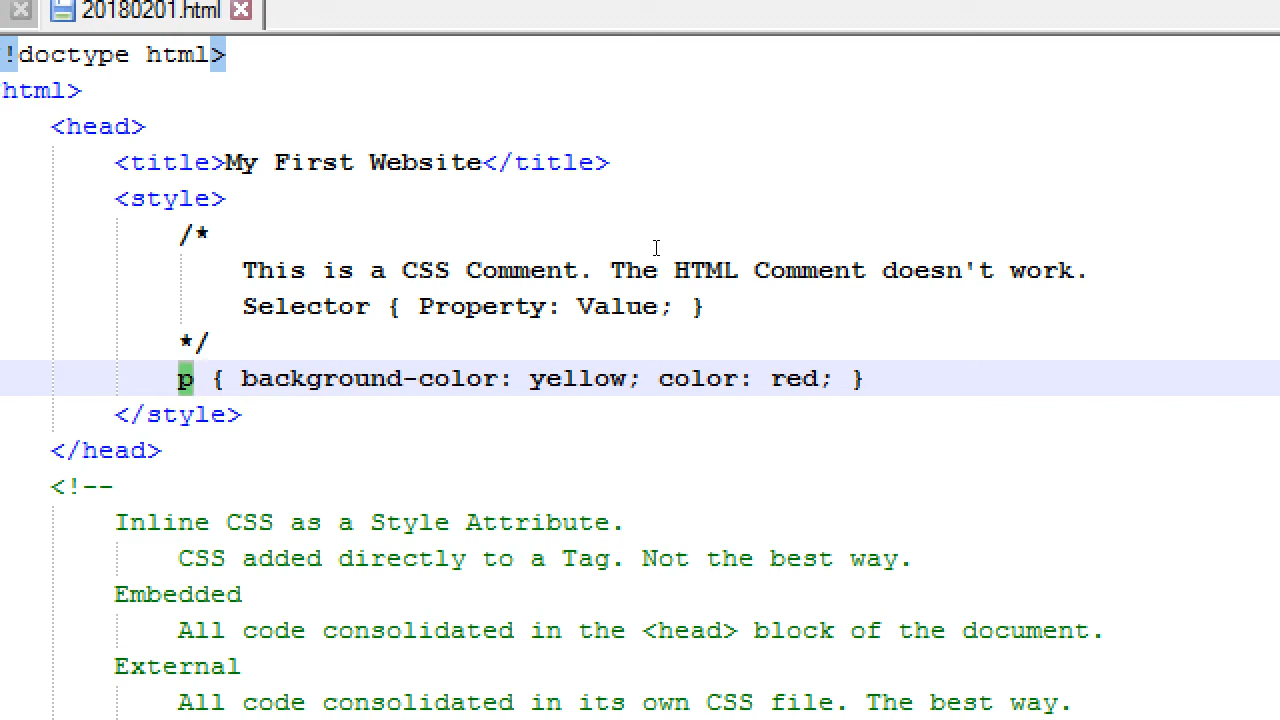 20180201.html
!doctype html>
html>
<head>
<title>My First Website</title>
<style>
/*
This is a CSS Comment. The HTML Comment doesn't work.
Selector { Property: Value; }
*/
p { background-color: yellow; color: red; }
</style>
</head>
<!--
Inline CSS as a Style Attribute.
CSS added directly to a Tag. Not the best way.
Embedded
All code consolidated in the <head> block of the document.
External
All code consolidated in its own CSS file. The best way.